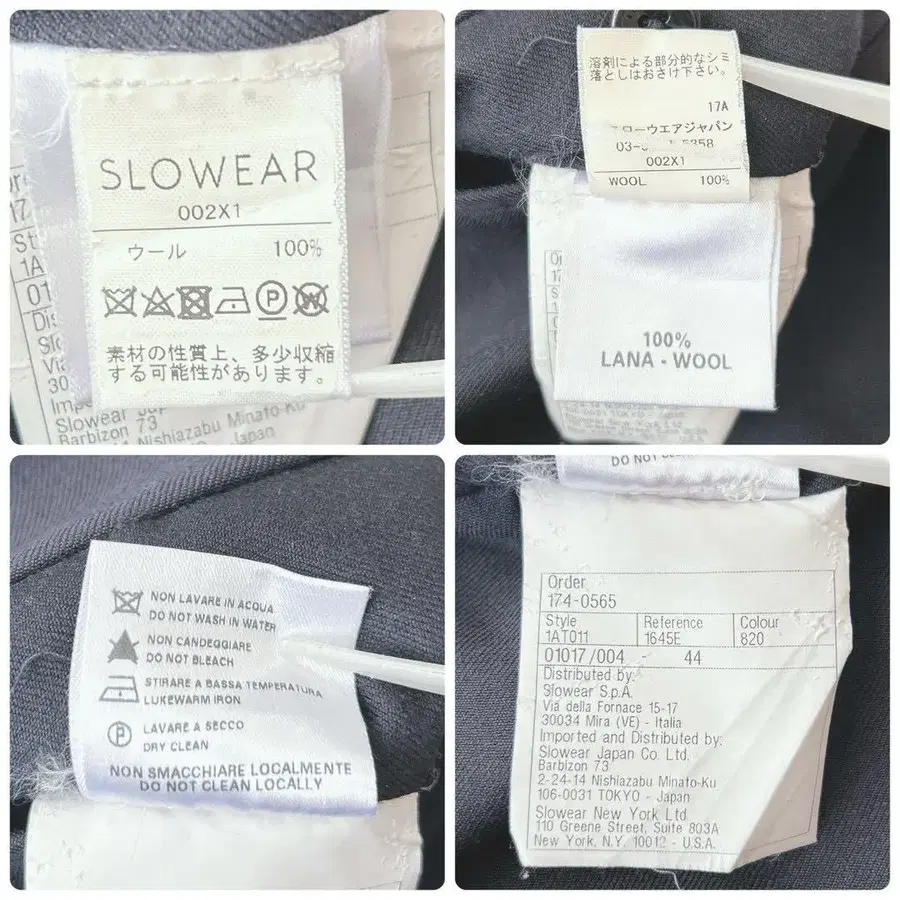 SLOWEAR
002X1
ウール 100%
素材の性質上、多少収縮
する可能性があります。
17
1A
01
30
Slowear
Barbizon 73
Nishiazabu Minato-Ku
Japan
溶剤による部分的なシミ
落としはおさけ下さい。
17A
ローウエアジャパン
03- 5358
002X1
WOOL 100%
100%
LANA - WOOL
TOKYO
NON LAVARE IN ACQUA
DO NOT WASH IN WATER
NON CANDEGGIARE
DO NOT BLEACH
STIRARE A BASSA TEMPERATURA
LUKEWARM IRON
P
LAVARE A SECCO
DRY CLEAN
NON SMACCHIARE LOCALMENTE
DO NOT CLEAN LOCALLY
DO NOT
Order
174-0565
Style Reference Colour
1AT011 1645E 820
01017/004 - 44
Distributed by:
Slowear S.p.A.
Via della Fornace 15-17
30034 Mira (VE) - Italia
Imported and Distributed by:
Slowear Japan Co. Ltd.
Barbizon 73
2-24-14 Nishiazabu Minato-Ku
106-0031 TOKYO - Japan
Slowear New York Ltd.
110 Greene Street, Suite 803A
New York, N.Y. 10012 - U.S.A.